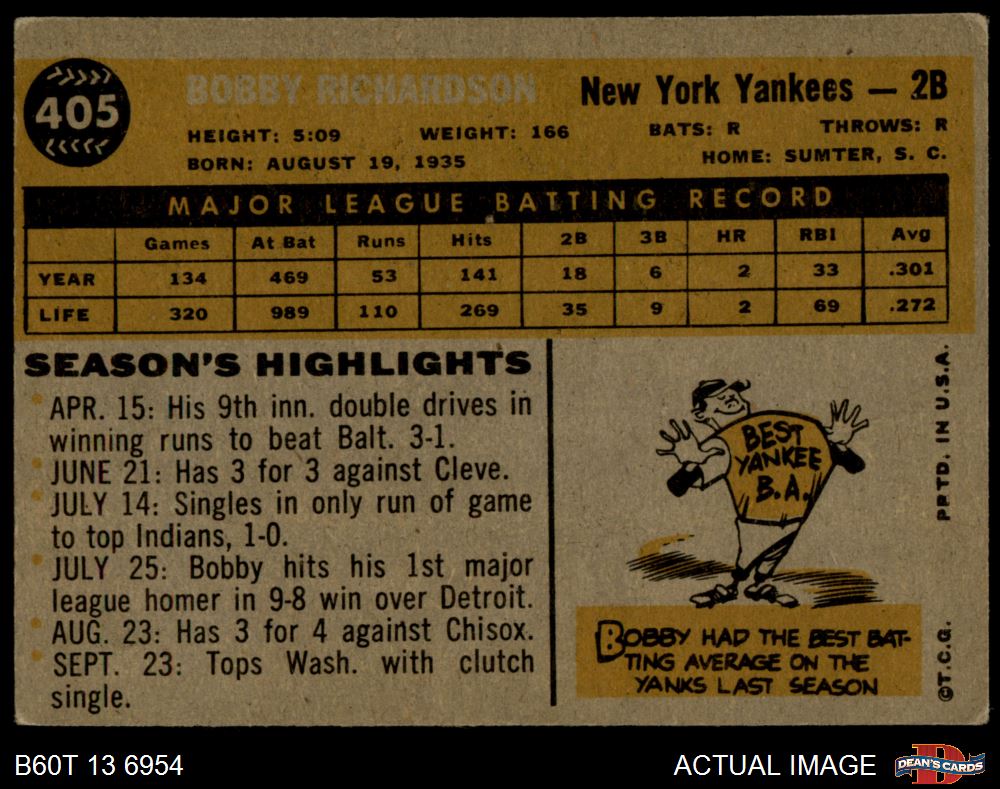 405
BOBBY RICHARDSON
New York Yankees — 2B
HEIGHT: 5:09 WEIGHT: 166 BATS: R THROWS: R
BORN: AUGUST 19, 1935 HOME: SUMTER, S. C.
MAJOR LEAGUE BATTING RECORD
Games At Bat Runs Hits 2B 3B HR RBI Avg
YEAR 134 469 53 141 18 6 2 33 .301
LIFE 320 989 110 269 35 9 2 69 .272
SEASON'S HIGHLIGHTS
APR. 15: His 9th inn. double drives in
winning runs to beat Balt. 3-1.
JUNE 21: Has 3 for 3 against Cleve.
JULY 14: Singles in only run of game
to top Indians, 1-0.
JULY 25: Bobby hits his 1st major
league homer in 9-8 win over Detroit.
AUG. 23: Has 3 for 4 against Chisox.
SEPT. 23: Tops Wash. with clutch
single.
BEST
YANKEE
B.A.
BOBBY HAD THE BEST BAT-
TING AVERAGE ON THE
YANKS LAST SEASON
©T.C.G. PRTD. IN U.S.A.
B60T 13 6954
ACTUAL IMAGE
DEAN'S CARDS